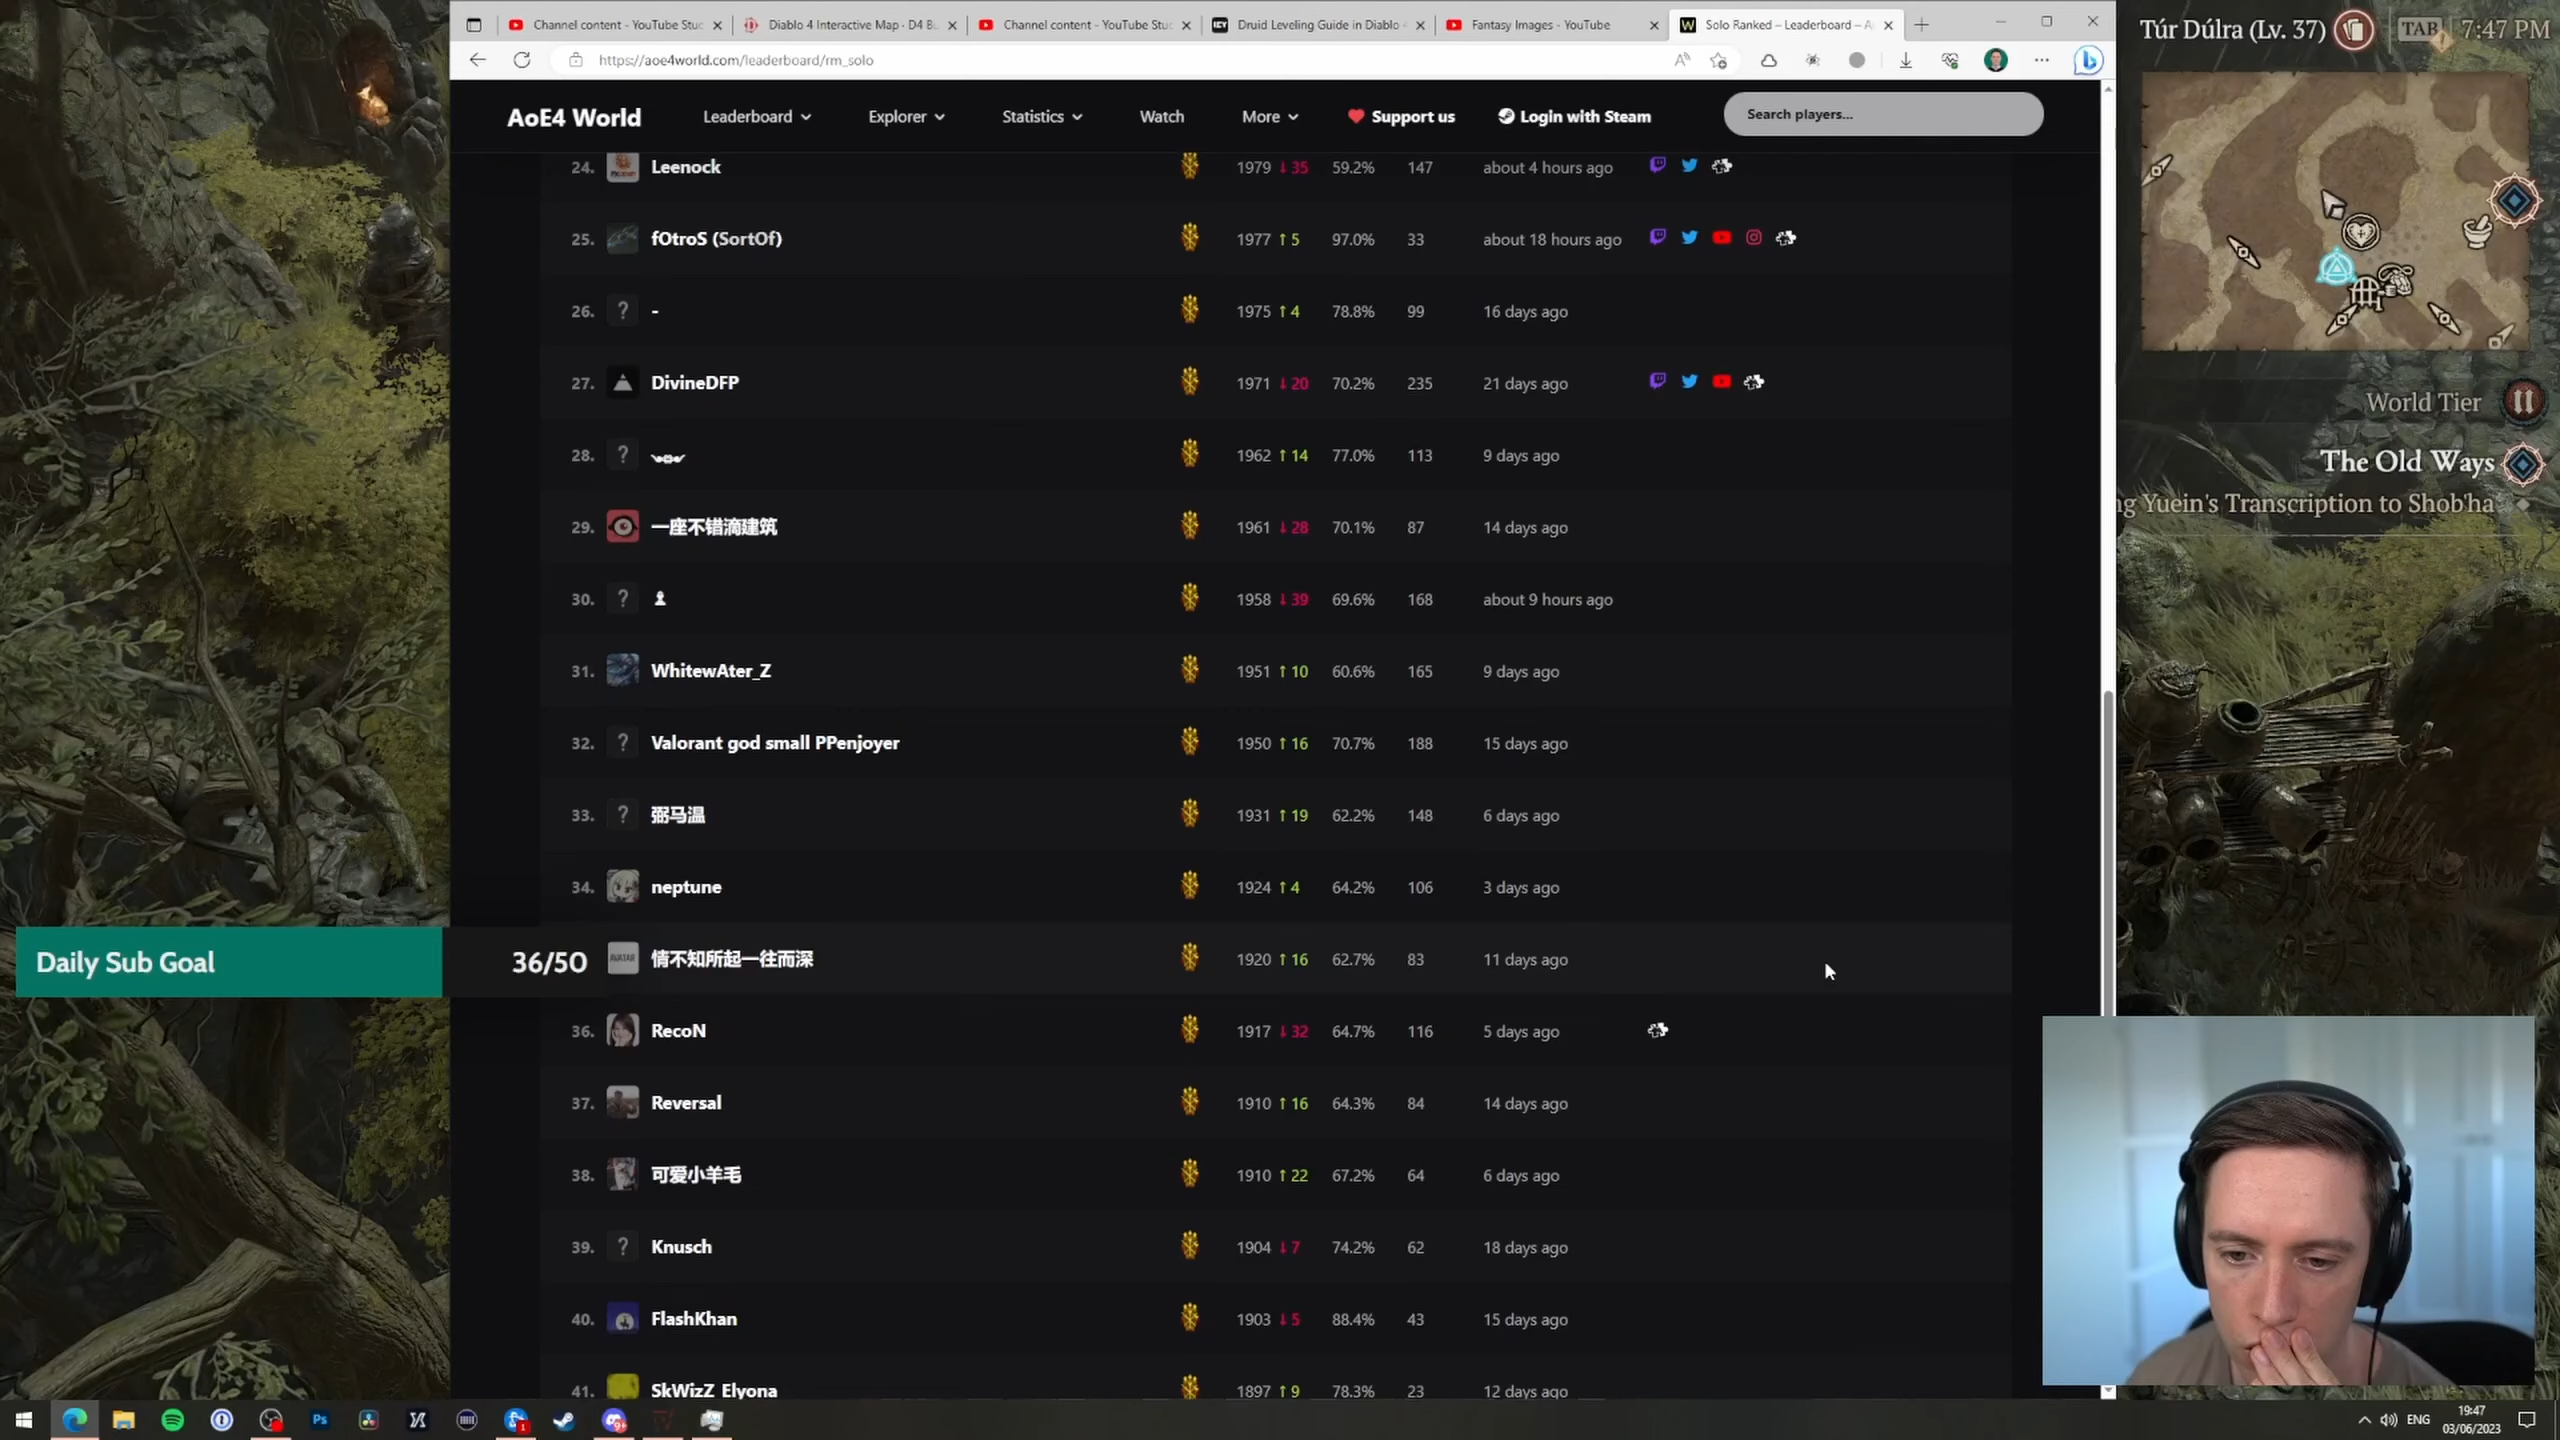 Channel content - YouTube Stuc
Diablo 4 Interactive Map · D4 Bu
Channel content - YouTube Stuc
Druid Leveling Guide in Diablo 4
Fantasy Images - YouTube
Solo Ranked – Leaderboard – A
https://aoe4world.com/leaderboard/rm_solo
AoE4 World
Leaderboard
Explorer
Statistics
Watch
More
Support us
Login with Steam
Search players...
24. Leenock 1979 ↓35 59.2% 147 about 4 hours ago
25. fOtroS (SortOf) 1977 ↑5 97.0% 33 about 18 hours ago
26. ? - 1975 ↑4 78.8% 99 16 days ago
27. DivineDFP 1971 ↓20 70.2% 235 21 days ago
28. ? 1962 ↑14 77.0% 113 9 days ago
29. 一座不错滴建筑 1961 ↓28 70.1% 87 14 days ago
30. ? 1958 ↓39 69.6% 168 about 9 hours ago
31. WhitewAter_Z 1951 ↑10 60.6% 165 9 days ago
32. ? Valorant god small PPenjoyer 1950 ↑16 70.7% 188 15 days ago
33. ? 弼马温 1931 ↑19 62.2% 148 6 days ago
34. neptune 1924 ↑4 64.2% 106 3 days ago
Daily Sub Goal 36/50
AVATAR 情不知所起一往而深 1920 ↑16 62.7% 83 11 days ago
36. RecoN 1917 ↓32 64.7% 116 5 days ago
37. Reversal 1910 ↑16 64.3% 84 14 days ago
38. 可爱小羊毛 1910 ↑22 67.2% 64 6 days ago
39. ? Knusch 1904 ↓7 74.2% 62 18 days ago
40. FlashKhan 1903 ↓5 88.4% 43 15 days ago
41. SkWizZ Elyona 1897 ↑9 78.3% 23 12 days ago
Túr Dúlra (Lv. 37)
TAB
7:47 PM
World Tier
II
The Old Ways
ng Yuein's Transcription to Shob'ha
Ps
1
9+
ENG
19:47
03/06/2023